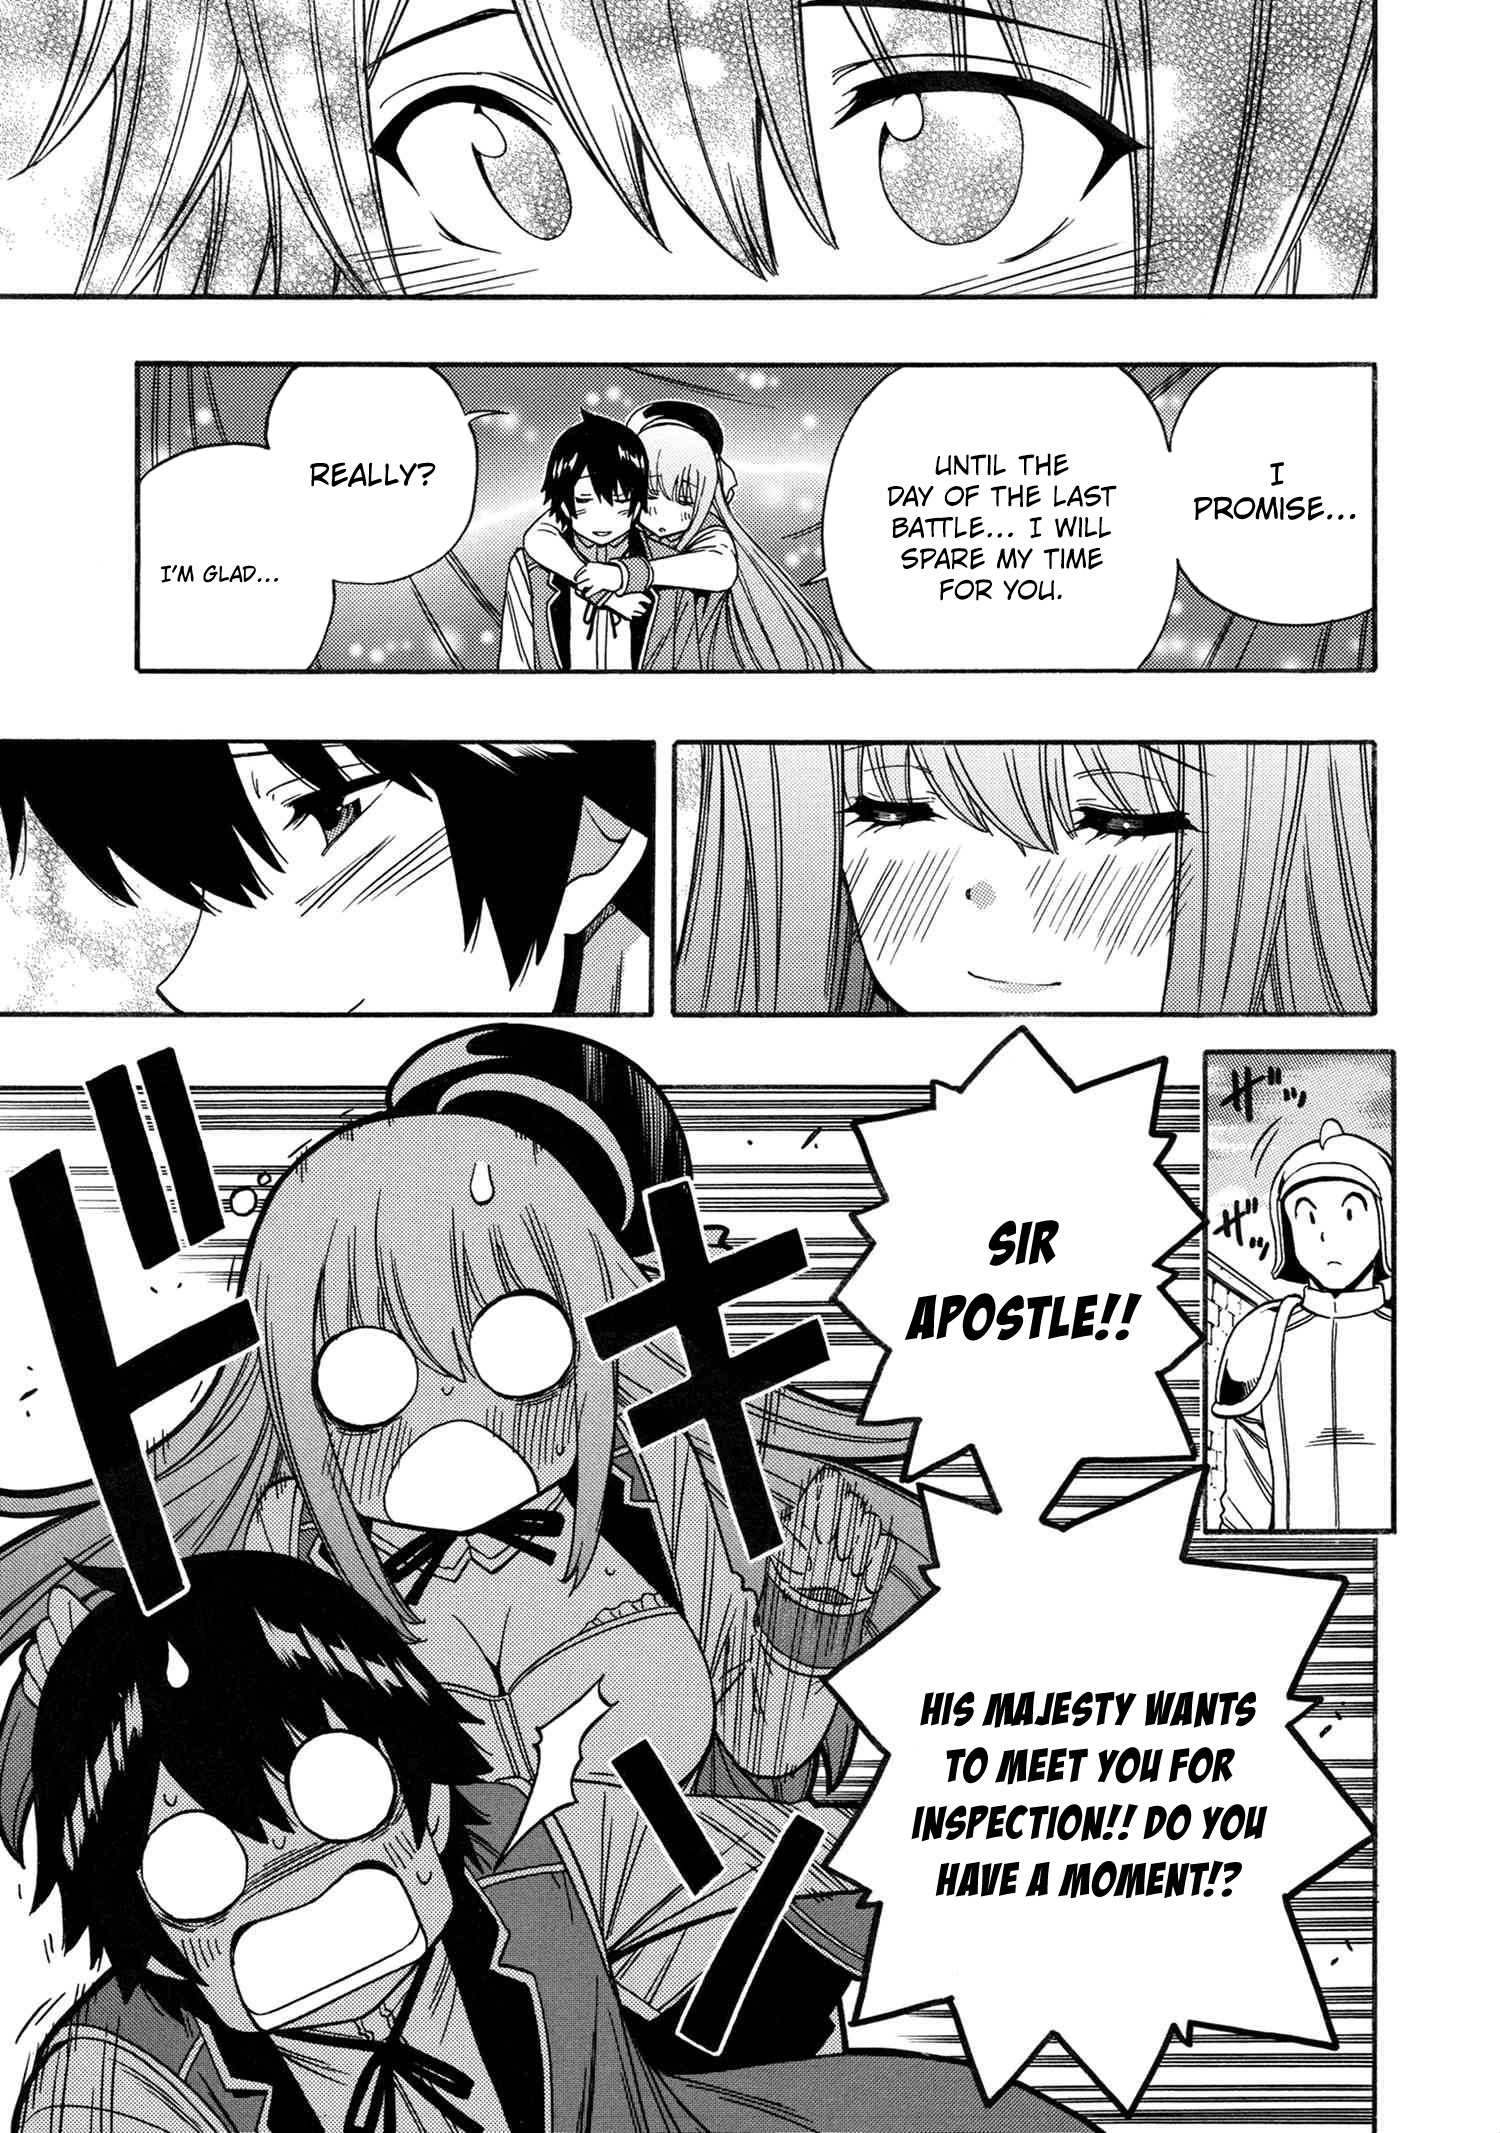 I
PROMISE...
UNTIL THE
DAY OF THE LAST
BATTLE... I WILL
SPARE MY TIME
FOR YOU.
REALLY?
I'M GLAD...
ザッ
ザッ
SIR
APOSTLE!!
HIS MAJESTY WANTS
TO MEET YOU FOR
INSPECTION!! DO YOU
HAVE A MOMENT!?
ドキーン